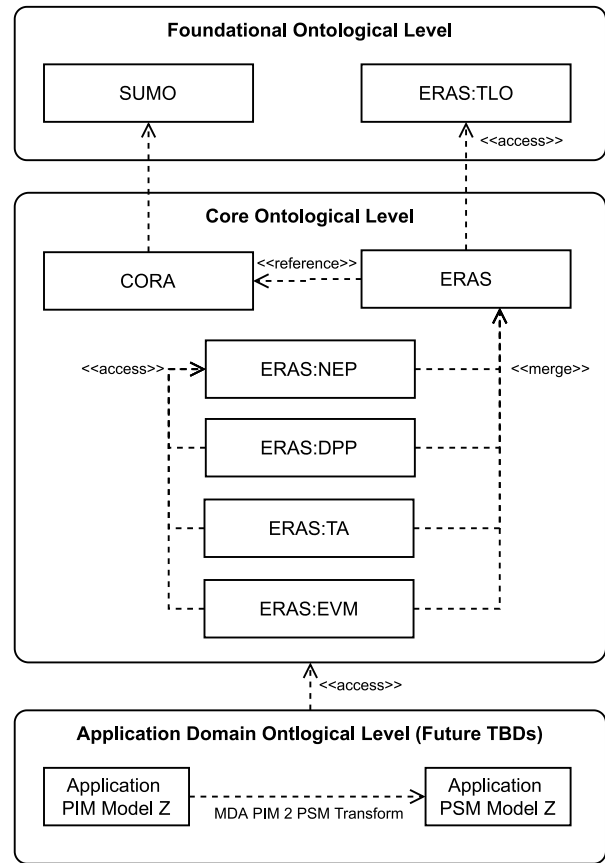 Foundational Ontological Level
SUMO
ERAS:TLO
<<access>>
Core Ontological Level
<<reference>>
CORA
ERAS
<<access>>
ERAS:NEP
<<merge>>
ERAS:DPP
ERAS:TA
ERAS:EVM
<<access>>
Application Domain Ontlogical Level (Future TBDs)
Application
PIM Model Z
MDA PIM 2 PSM Transform
Application
PSM Model Z